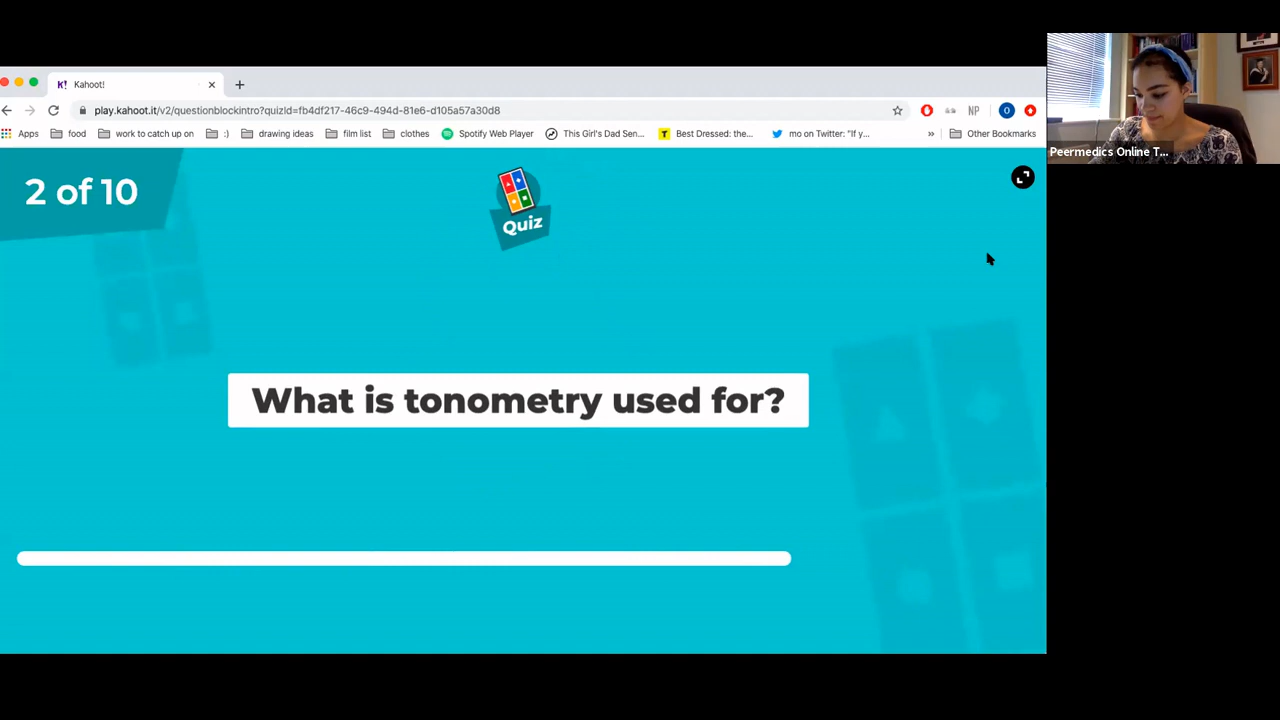 Kahoot!
play.kahoot.it/v2/questionblockintro?quizId=fb4df217-46c9-494d-81e6-d105a57a30d8
NP
O
Apps food work to catch up on :) drawing ideas film list clothes Spotify Web Player This Girl's Dad Sen... Best Dressed: the... mo on Twitter: "If y... » Other Bookmarks
Peermedics Online T...
2 of 10
Quiz
What is tonometry used for?